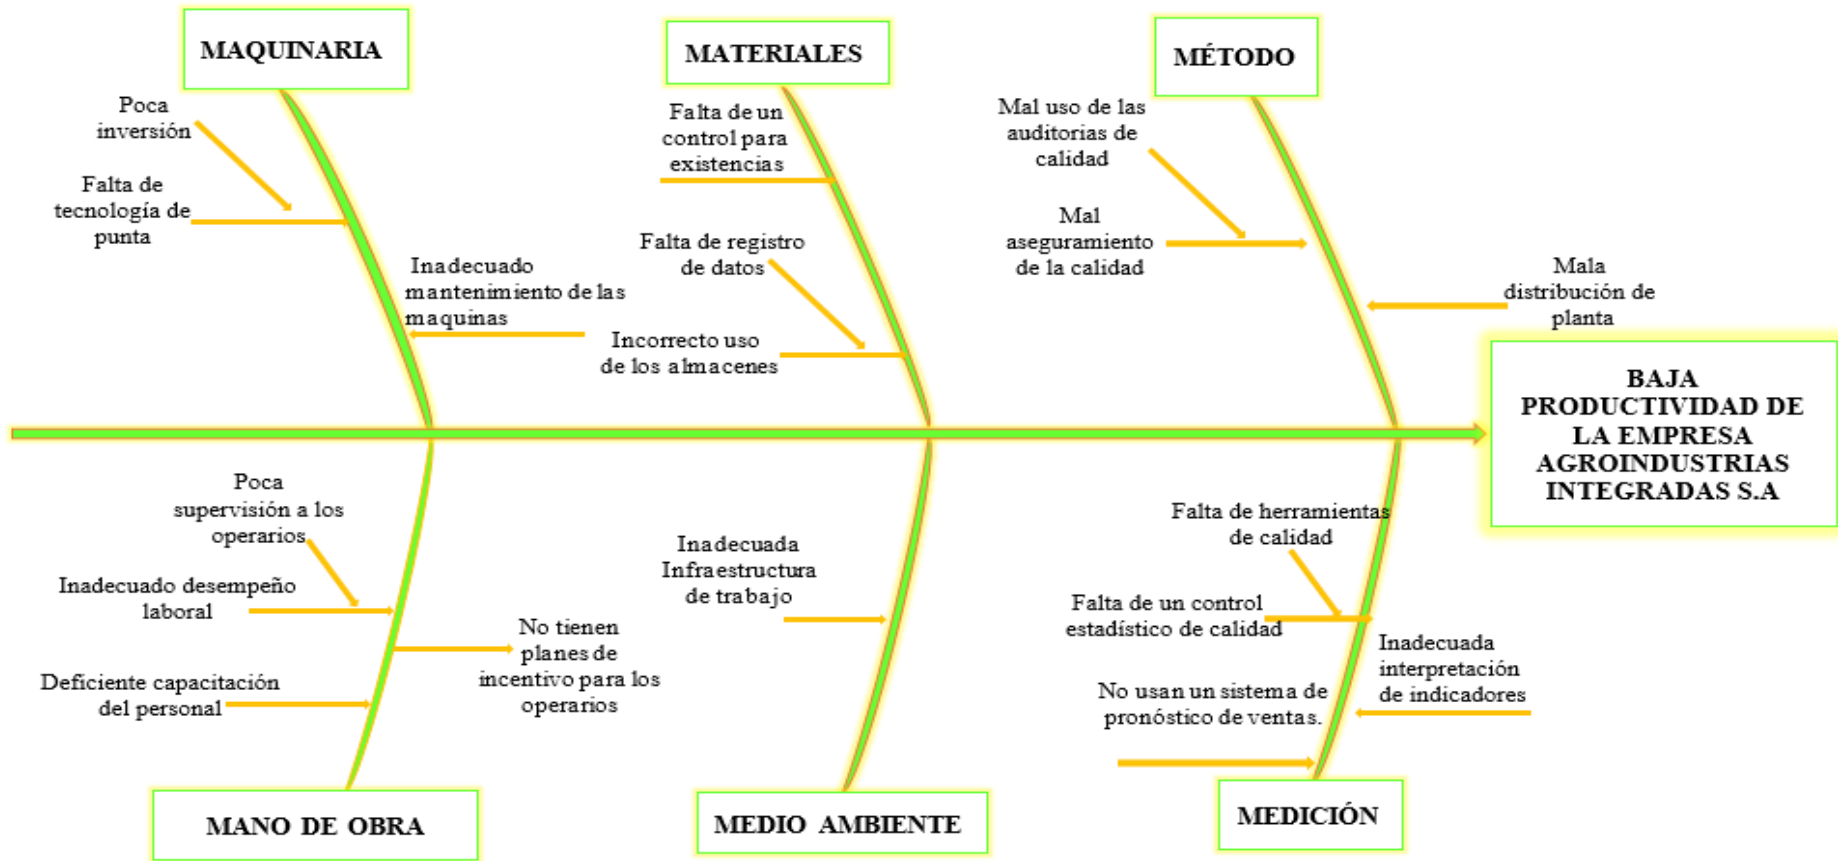 MAQUINARIA
Poca
inversión
Falta de
tecnología de
punta
Inadecuado
mantenimiento de las
maquinas
MATERIALES
Falta de un
control para
existencias
Falta de registro
de datos
Incorrecto uso
de los almacenes
MÉTODO
Mal uso de las
auditorias de
calidad
Mal
aseguramiento
de la calidad
Mala
distribución de
planta
BAJA
PRODUCTIVIDAD DE
LA EMPRESA
AGROINDUSTRIAS
INTEGRADAS S.A
Poca
supervisión a los
operarios
Inadecuado desempeño
laboral
No tienen
planes de
incentivo para los
operarios
Deficiente capacitación
del personal
MANO DE OBRA
Inadecuada
Infraestructura
de trabajo
MEDIO AMBIENTE
Falta de herramientas
de calidad
Falta de un control
estadístico de calidad
Inadecuada
interpretación
de indicadores
No usan un sistema de
pronóstico de ventas.
MEDICIÓN